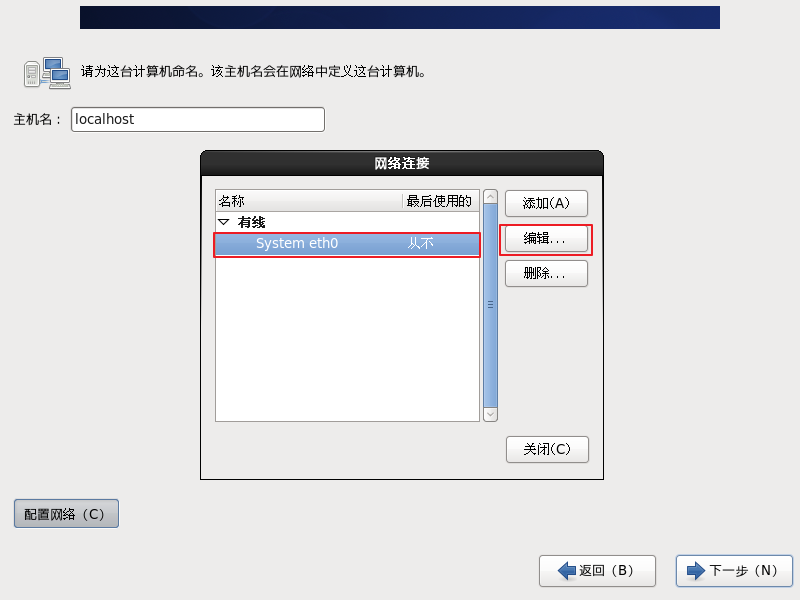 请为这台计算机命名。该主机名会在网络中定义这台计算机。
主机名： localhost
网络连接
名称 最后使用的
有线
System eth0 从不
添加(A)
编辑...
删除...
关闭(C)
配置网络（C）
返回（B） 下一步（N）